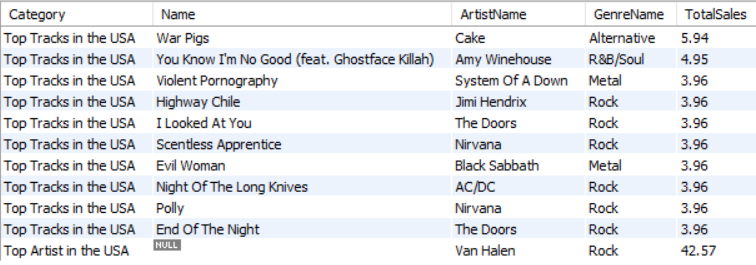 Category Name ArtistName GenreName TotalSales
Top Tracks in the USA War Pigs Cake Alternative 5.94
Top Tracks in the USA You Know I'm No Good (feat. Ghostface Killah) Amy Winehouse R&B/Soul 4.95
Top Tracks in the USA Violent Pornography System Of A Down Metal 3.96
Top Tracks in the USA Highway Chile Jimi Hendrix Rock 3.96
Top Tracks in the USA I Looked At You The Doors Rock 3.96
Top Tracks in the USA Scentless Apprentice Nirvana Rock 3.96
Top Tracks in the USA Evil Woman Black Sabbath Metal 3.96
Top Tracks in the USA Night Of The Long Knives AC/DC Rock 3.96
Top Tracks in the USA Polly Nirvana Rock 3.96
Top Tracks in the USA End Of The Night The Doors Rock 3.96
Top Artist in the USA NULL Van Halen Rock 42.57